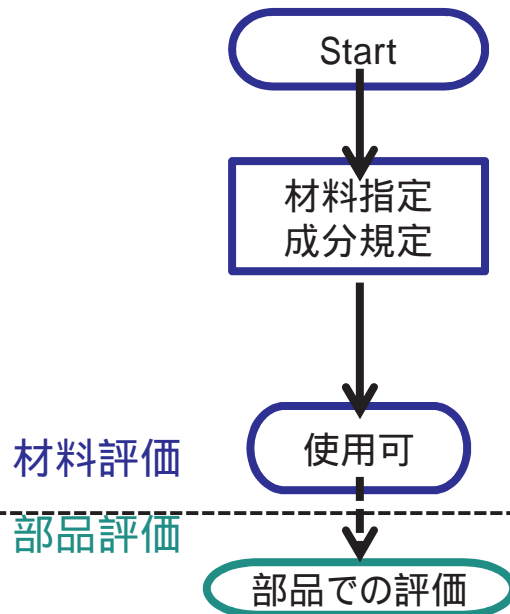 Start
材料指定
成分規定
使用可
材料評価
部品評価
部品での評価